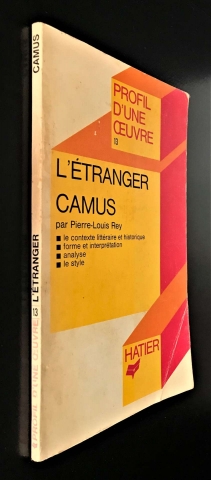 PROFIL
D'UNE
ŒUVRE
13
L'ÉTRANGER
CAMUS
par Pierre-Louis Rey
■ le contexte littéraire et historique
■ forme et interprétation
■ analyse
■ le style
HATIER
CAMUS
PROFIL D'UNE ŒUVRE 13 L'ÉTRANGER